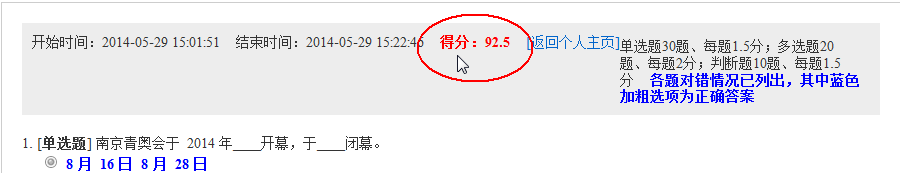 开始时间：2014-05-29 15:01:51 结束时间：2014-05-29 15:22:46 得分：92.5 [返回个人主页]
单选题30题、每题1.5分；多选题20
题、每题2分；判断题10题、每题1.5
分 各题对错情况已列出，其中蓝色
加粗选项为正确答案
1. [单选题] 南京青奥会于 2014 年____开幕，于____闭幕。
8 月 16 日 8 月 28 日